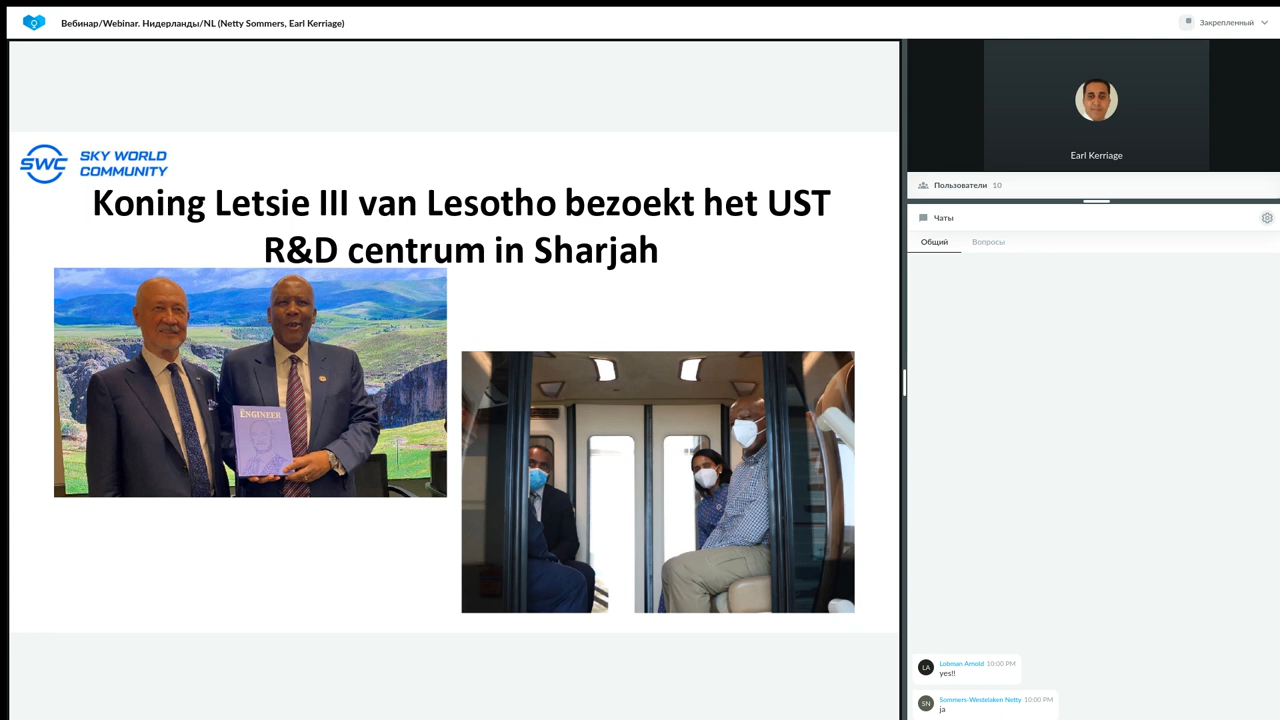 Вебинар/Webinar. Нидерланды/NL (Netty Sommers, Earl Kerriage)
Закрепленный
SWC
SKY WORLD
COMMUNITY
Koning Letsie III van Lesotho bezoekt het UST
R&D centrum in Sharjah
ENGINEER
Earl Kerriage
Пользователи 10
Чаты
Общий Вопросы
LA
Lobman Arnold 10:00 PM
yes!!
SN
Sommers-Westelaken Netty 10:00 PM
ja